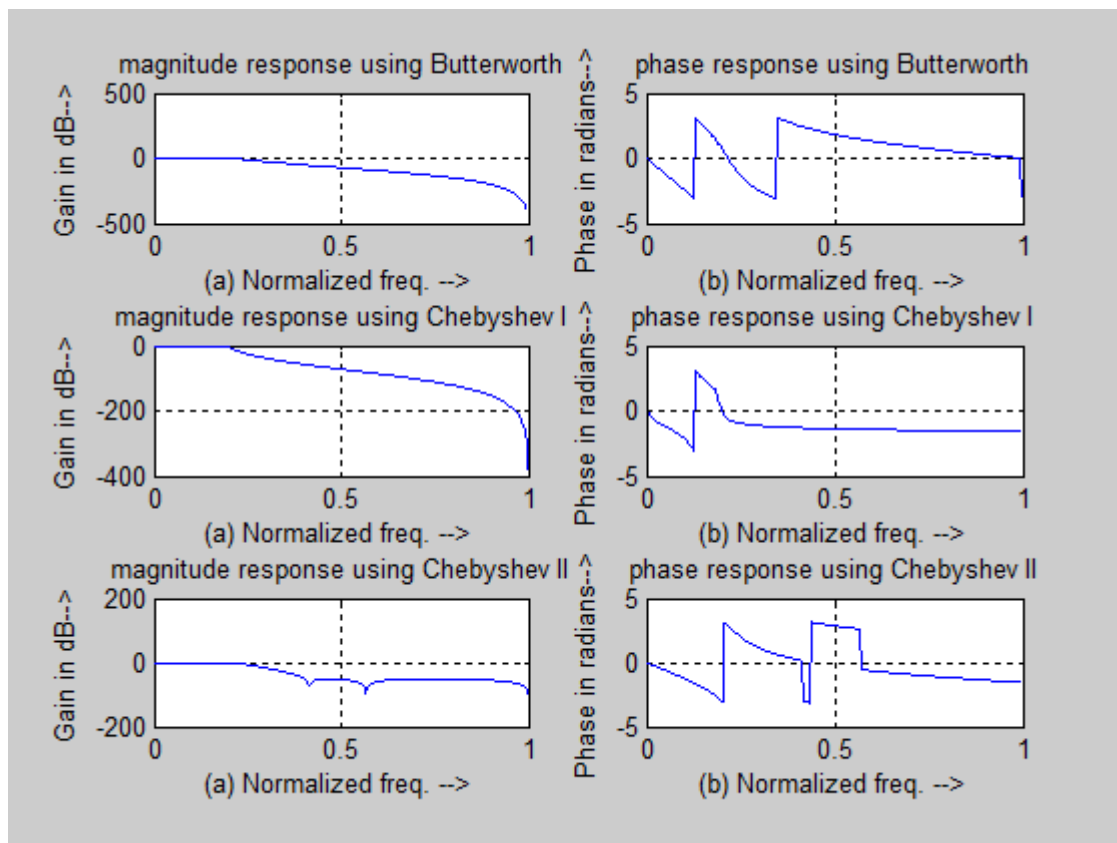 magnitude response using Butterworth
Gain in dB-->
500
0
-500
0
0.5
1
(a) Normalized freq. -->
phase response using Butterworth
Phase in radians-->
5
0
-5
0
0.5
1
(b) Normalized freq. -->
magnitude response using Chebyshev I
Gain in dB-->
0
-200
-400
0
0.5
1
(a) Normalized freq. -->
phase response using Chebyshev I
Phase in radians-->
5
0
-5
0
0.5
1
(b) Normalized freq. -->
magnitude response using Chebyshev II
Gain in dB-->
200
0
-200
0
0.5
1
(a) Normalized freq. -->
phase response using Chebyshev II
Phase in radians-->
5
0
-5
0
0.5
1
(b) Normalized freq. -->